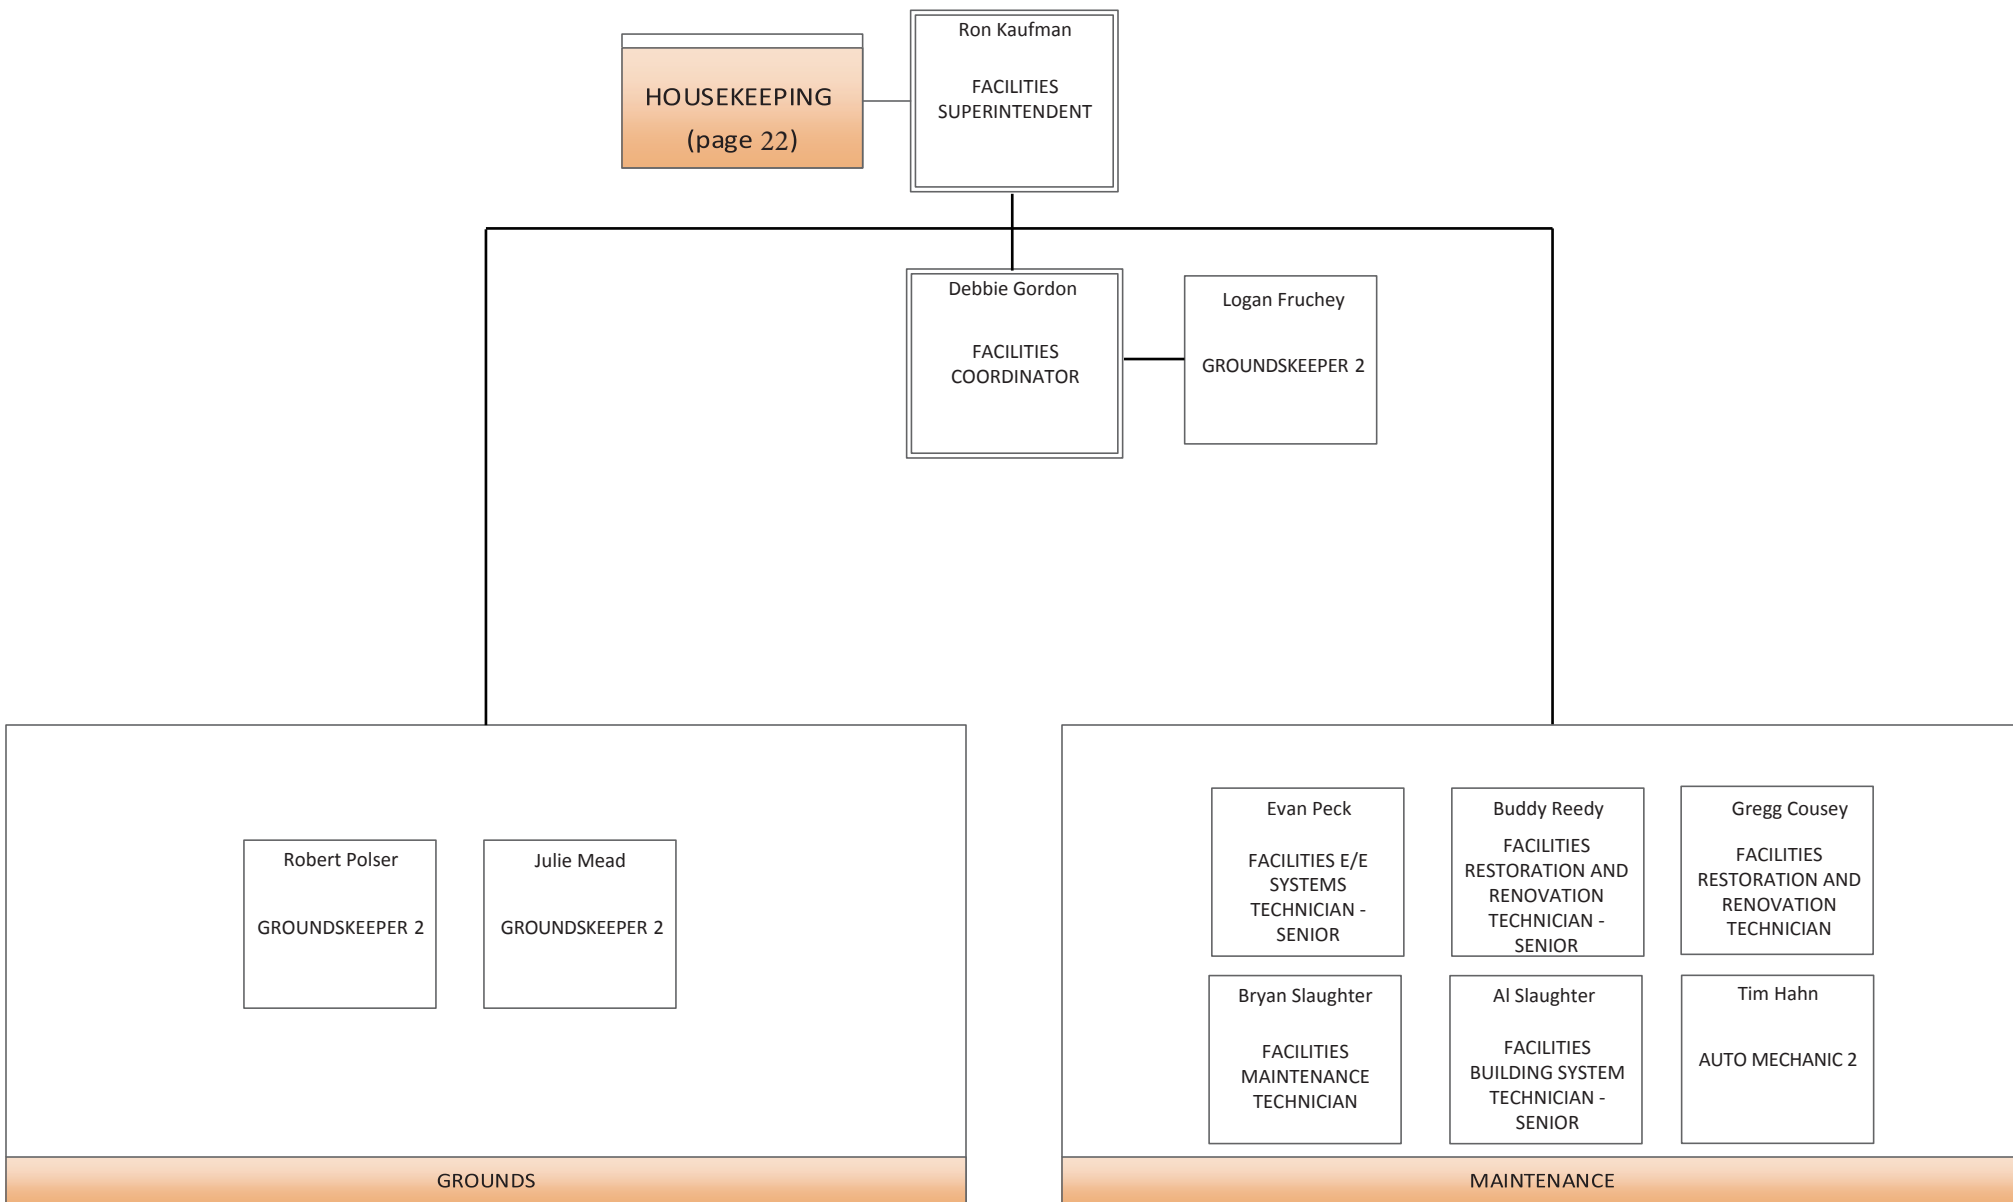 Ron Kaufman
FACILITIES
SUPERINTENDENT
HOUSEKEEPING
(page 22)
Debbie Gordon
FACILITIES
COORDINATOR
Logan Fruchey
GROUNDSKEEPER 2
Robert Polser
GROUNDSKEEPER 2
Julie Mead
GROUNDSKEEPER 2
GROUNDS
Evan Peck
FACILITIES E/E
SYSTEMS
TECHNICIAN -
SENIOR
Buddy Reedy
FACILITIES
RESTORATION AND
RENOVATION
TECHNICIAN -
SENIOR
Gregg Cousey
FACILITIES
RESTORATION AND
RENOVATION
TECHNICIAN
Bryan Slaughter
FACILITIES
MAINTENANCE
TECHNICIAN
Al Slaughter
FACILITIES
BUILDING SYSTEM
TECHNICIAN -
SENIOR
Tim Hahn
AUTO MECHANIC 2
MAINTENANCE